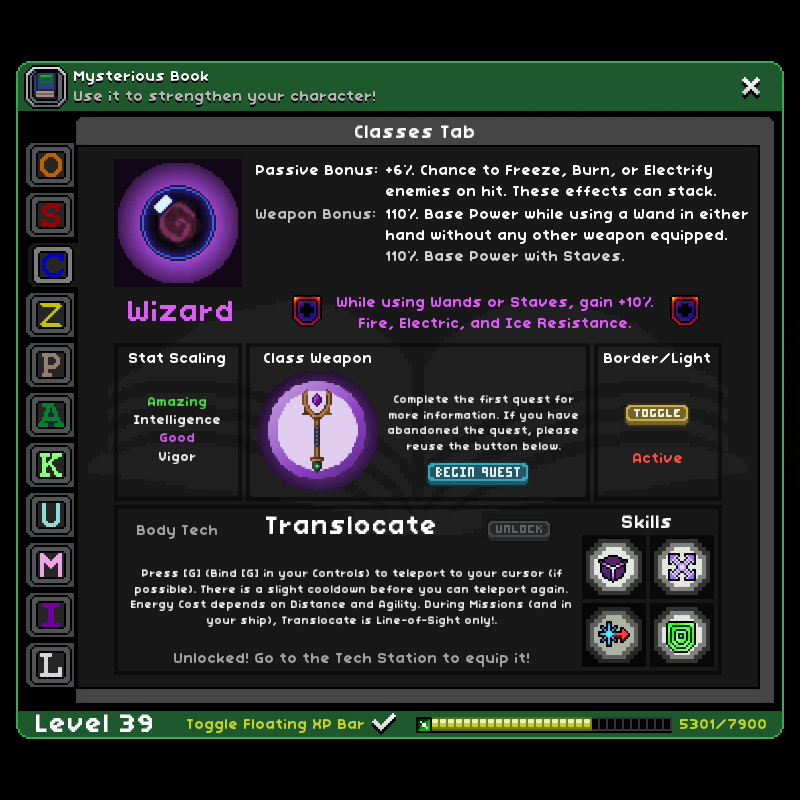 Mysterious Book
Use it to strengthen your character!
Classes Tab
O
S
C
Z
P
A
K
U
M
I
L
Passive Bonus: +6% Chance to Freeze, Burn, or Electrify
enemies on hit. These effects can stack.
Weapon Bonus: 110% Base Power while using a Wand in either
hand without any other weapon equipped.
110% Base Power with Staves.
Wizard
While using Wands or Staves, gain +10%
Fire, Electric, and Ice Resistance.
Stat Scaling
Amazing
Intelligence
Good
Vigor
Class Weapon
Complete the first quest for
more information. If you have
abandoned the quest, please
reuse the button below.
BEGIN QUEST
Border/Light
TOGGLE
Active
Body Tech
Translocate
UNLOCK
Press [G] (Bind [G] in your Controls) to teleport to your cursor (if
possible). There is a slight cooldown before you can teleport again.
Energy Cost depends on Distance and Agility. During Missions (and in
your ship), Translocate is Line-of-Sight only!.
Unlocked! Go to the Tech Station to equip it!
Skills
Level 39
Toggle Floating XP Bar
5301/7900